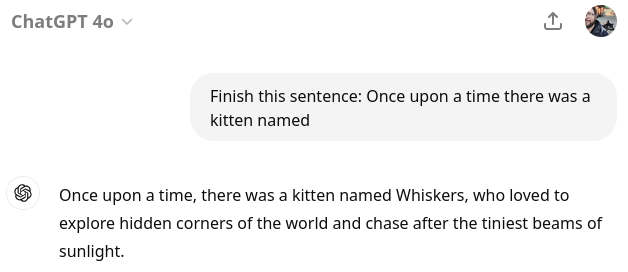 ChatGPT 4o
Finish this sentence: Once upon a time there was a
kitten named
Once upon a time, there was a kitten named Whiskers, who loved to
explore hidden corners of the world and chase after the tiniest beams of
sunlight.